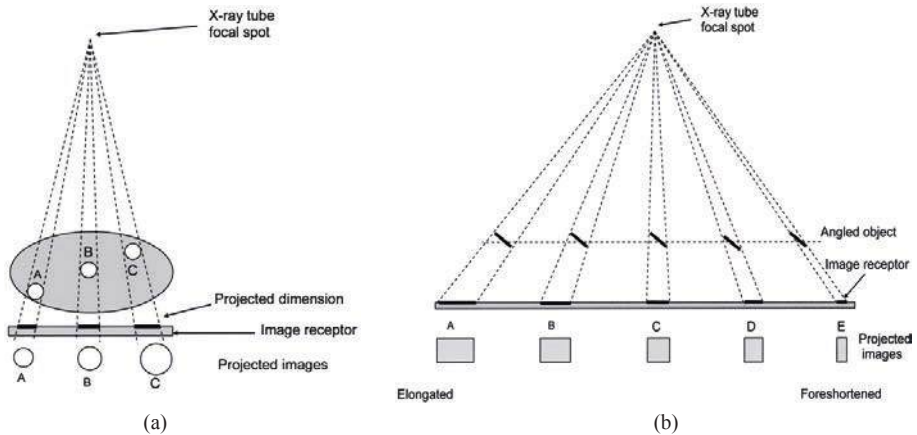 X-ray tube
focal spot
B
A
C
Projected dimension
Image receptor
Projected images
A
B
C
(a)
X-ray tube
focal spot
Angled object
Image receptor
A
B
C
D
E
Projected
images
Elongated
Foreshortened
(b)